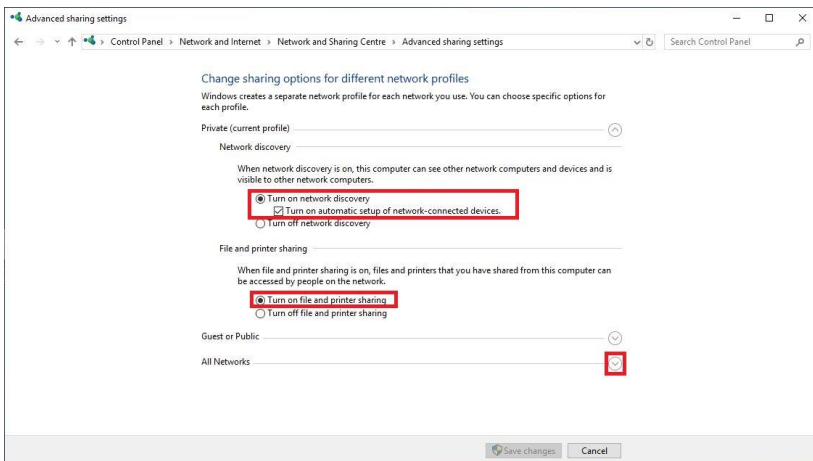 Advanced sharing settings
Control Panel > Network and Internet > Network and Sharing Centre > Advanced sharing settings
Search Control Panel
Change sharing options for different network profiles
Windows creates a separate network profile for each network you use. You can choose specific options for
each profile.
Private (current profile)
Network discovery
When network discovery is on, this computer can see other network computers and devices and is
visible to other network computers.
Turn on network discovery
Turn on automatic setup of network-connected devices.
Turn off network discovery
File and printer sharing
When file and printer sharing is on, files and printers that you have shared from this computer can
be accessed by people on the network.
Turn on file and printer sharing
Turn off file and printer sharing
Guest or Public
All Networks
Save changes
Cancel